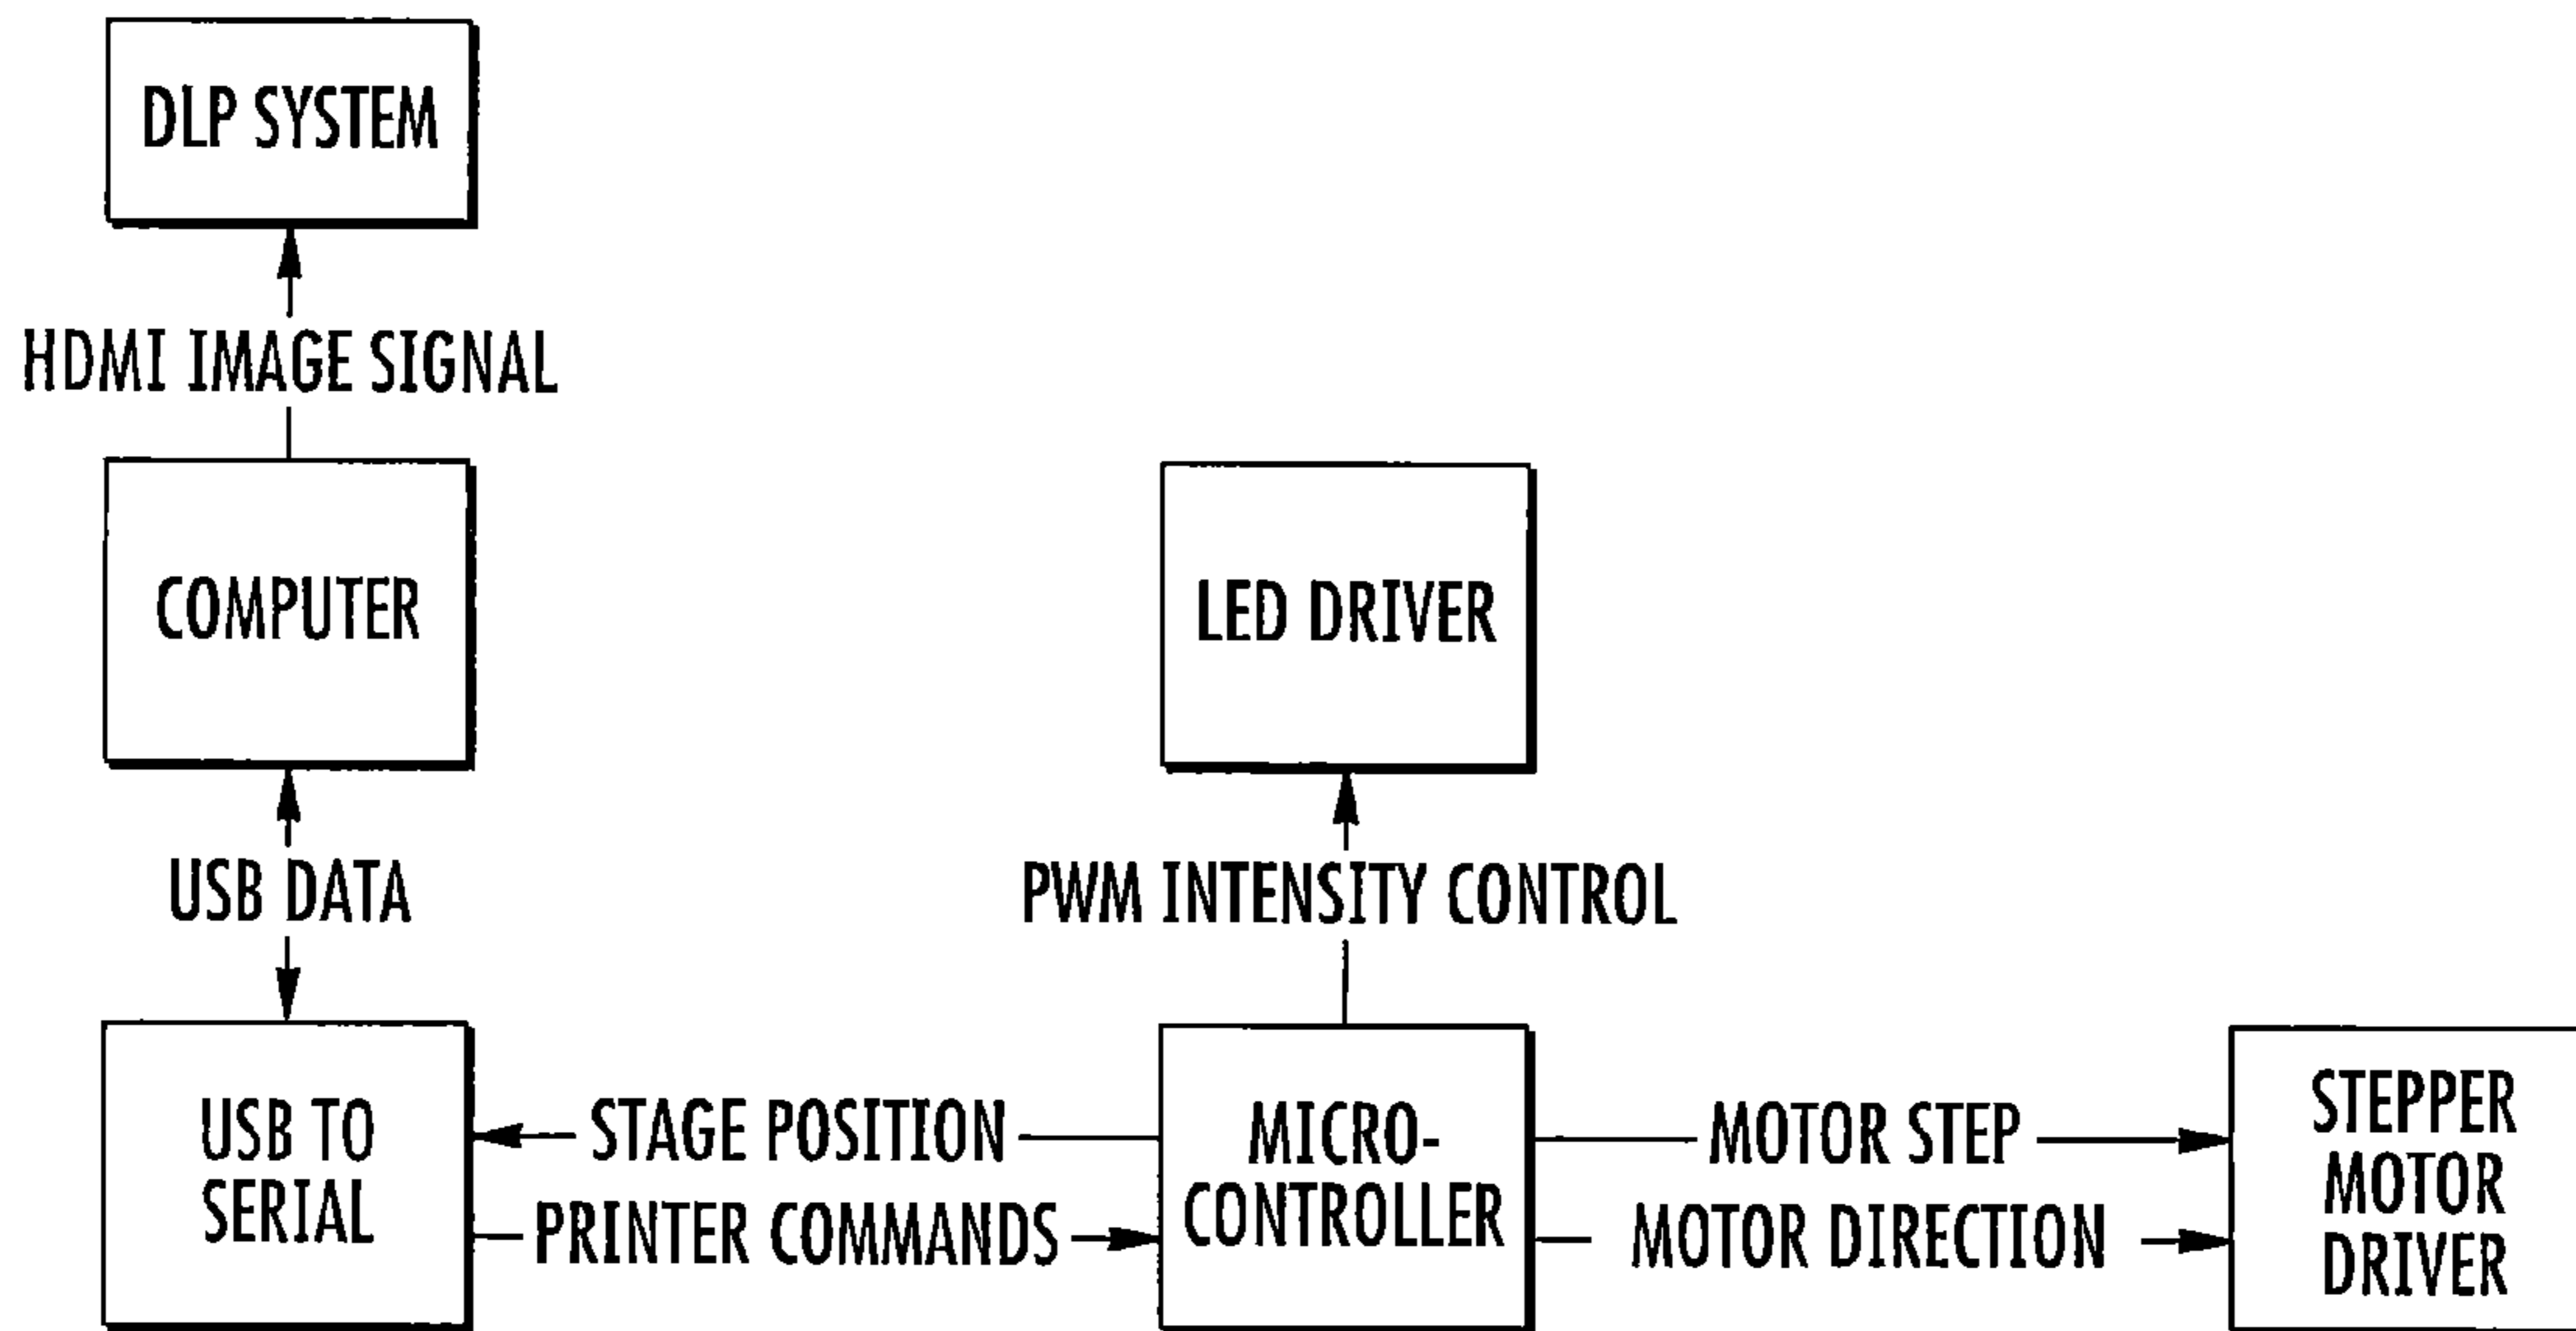 DLP SYSTEM
HDMI IMAGE SIGNAL
COMPUTER
LED DRIVER
USB DATA
PWM INTENSITY CONTROL
USB TO
SERIAL
STAGE POSITION
PRINTER COMMANDS
MICRO-
CONTROLLER
MOTOR STEP
MOTOR DIRECTION
STEPPER
MOTOR
DRIVER